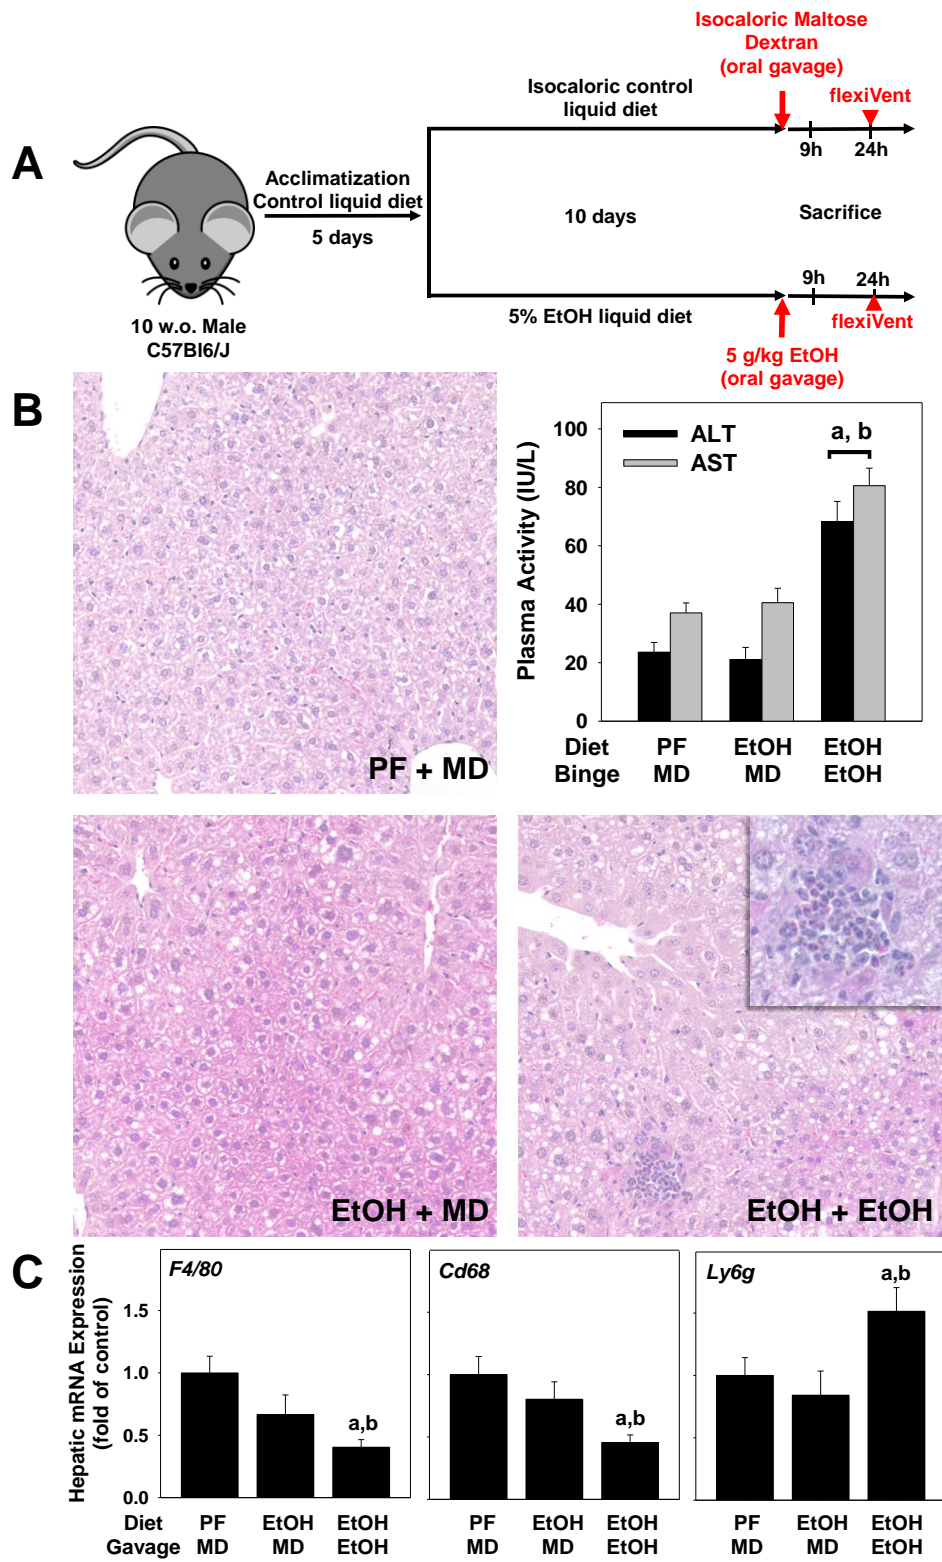 A
Isocaloric Maltose
Dextran
(oral gavage)
Isocaloric control
liquid diet
flexiVent
9h
24h
Acclimatization
Control liquid diet
5 days
10 days
Sacrifice
9h
24h
5% EtOH liquid diet
flexiVent
10 w.o. Male
C57Bl6/J
5 g/kg EtOH
(oral gavage)
B
PF + MD
Plasma Activity (IU/L)
100
80
60
40
20
0
ALT
AST
a, b
Diet PF EtOH EtOH
Binge MD MD EtOH
EtOH + MD
EtOH + EtOH
C
Hepatic mRNA Expression
(fold of control)
1.5
1.0
0.5
0.0
F4/80
a,b
Cd68
a,b
Ly6g
a,b
Diet PF EtOH EtOH PF EtOH EtOH PF EtOH EtOH
Gavage MD MD EtOH MD MD EtOH MD MD EtOH